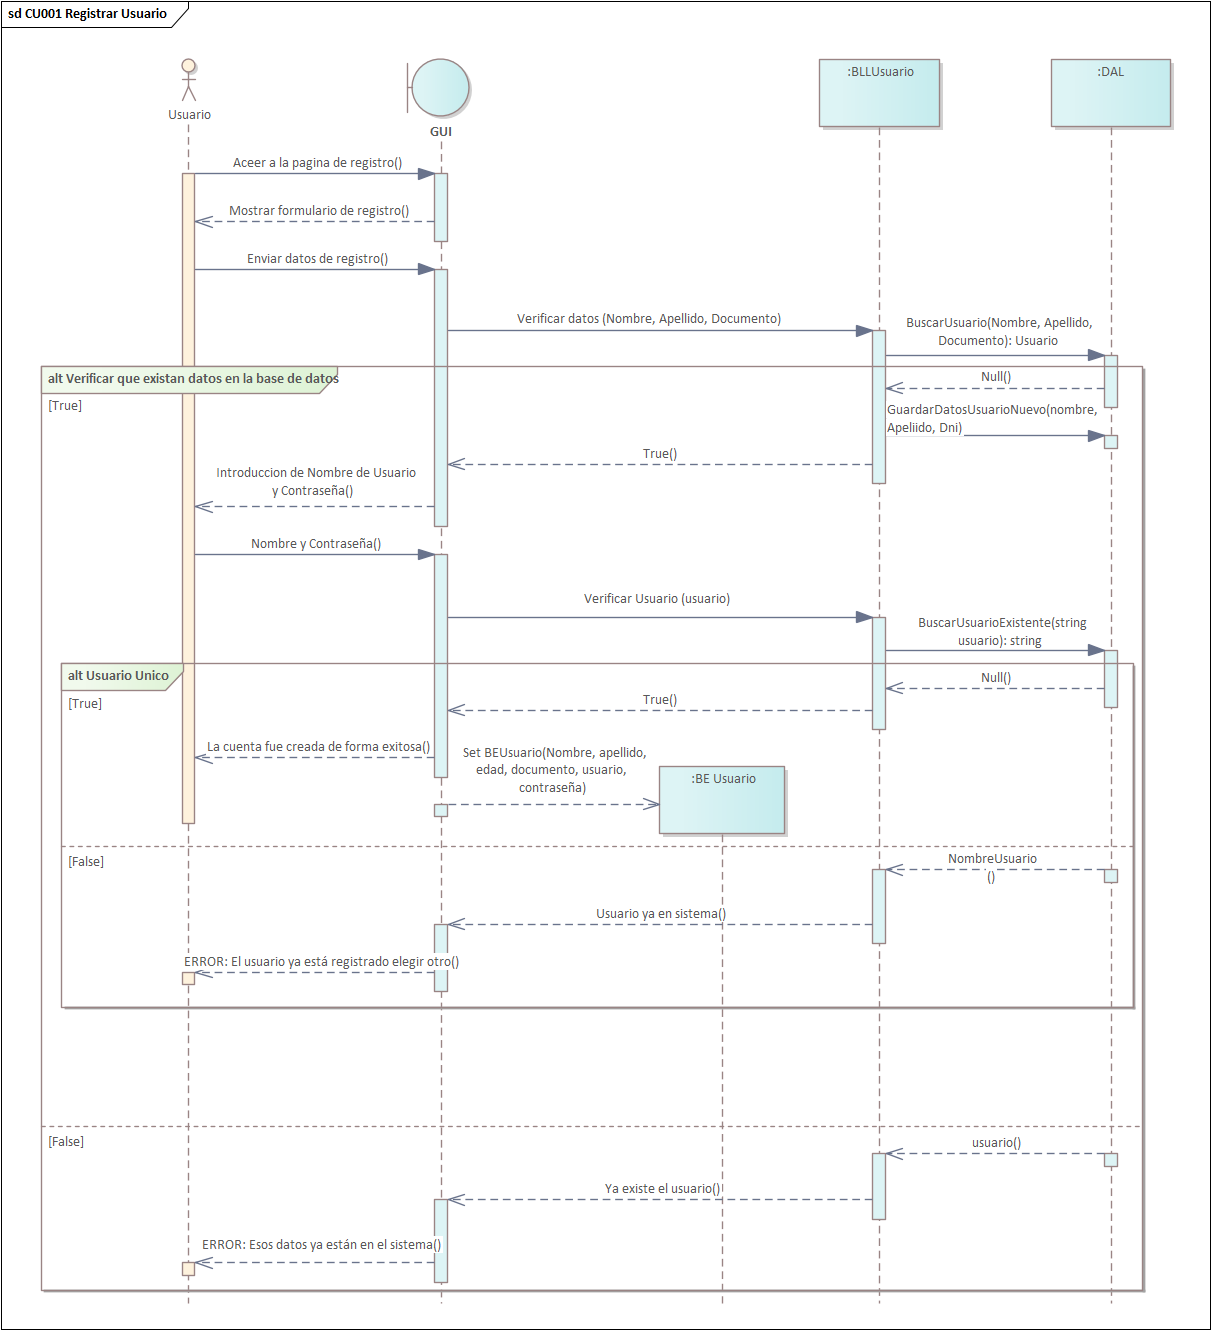 sd CU001 Registrar Usuario
Usuario
GUI
:BLLUsuario
:DAL
Aceer a la pagina de registro()
Mostrar formulario de registro()
Enviar datos de registro()
Verificar datos (Nombre, Apellido, Documento)
BuscarUsuario(Nombre, Apellido,
Documento): Usuario
alt Verificar que existan datos en la base de datos
[True]
Null()
GuardarDatosUsuarioNuevo(nombre,
Apeliido, Dni)
True()
Introduccion de Nombre de Usuario
y Contraseña()
Nombre y Contraseña()
Verificar Usuario (usuario)
BuscarUsuarioExistente(string
usuario): string
alt Usuario Unico
[True]
Null()
True()
La cuenta fue creada de forma exitosa()
Set BEUsuario(Nombre, apellido,
edad, documento, usuario,
contraseña)
:BE Usuario
[False]
NombreUsuario
()
Usuario ya en sistema()
ERROR: El usuario ya está registrado elegir otro()
[False]
usuario()
Ya existe el usuario()
ERROR: Esos datos ya están en el sistema()